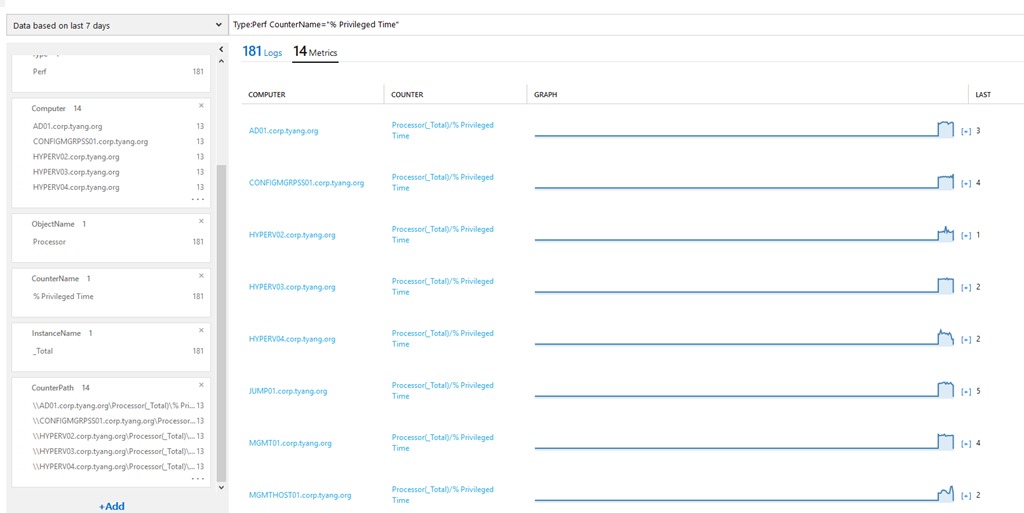 Data based on last 7 days
Type:Perf CounterName="% Privileged Time"
181 Logs
14 Metrics
Perf 181
Computer 14
AD01.corp.tyang.org 13
CONFIGMGRPSS01.corp.tyang.org 13
HYPERV02.corp.tyang.org 13
HYPERV03.corp.tyang.org 13
HYPERV04.corp.tyang.org 13
ObjectName 1
Processor 181
CounterName 1
% Privileged Time 181
InstanceName 1
_Total 181
CounterPath 14
\\AD01.corp.tyang.org\Processor(_Total)\% Pri... 13
\\CONFIGMGRPSS01.corp.tyang.org\Processor... 13
\\HYPERV02.corp.tyang.org\Processor(_Total)\... 13
\\HYPERV03.corp.tyang.org\Processor(_Total)\... 13
\\HYPERV04.corp.tyang.org\Processor(_Total)\... 13
+Add
COMPUTER COUNTER GRAPH LAST
AD01.corp.tyang.org
Processor(_Total)/% Privileged
Time
[+] 3
CONFIGMGRPSS01.corp.tyang.org
Processor(_Total)/% Privileged
Time
[+] 4
HYPERV02.corp.tyang.org
Processor(_Total)/% Privileged
Time
[+] 1
HYPERV03.corp.tyang.org
Processor(_Total)/% Privileged
Time
[+] 2
HYPERV04.corp.tyang.org
Processor(_Total)/% Privileged
Time
[+] 2
JUMP01.corp.tyang.org
Processor(_Total)/% Privileged
Time
[+] 5
MGMT01.corp.tyang.org
Processor(_Total)/% Privileged
Time
[+] 4
MGMTHOST01.corp.tyang.org
Processor(_Total)/% Privileged
Time
[+] 2